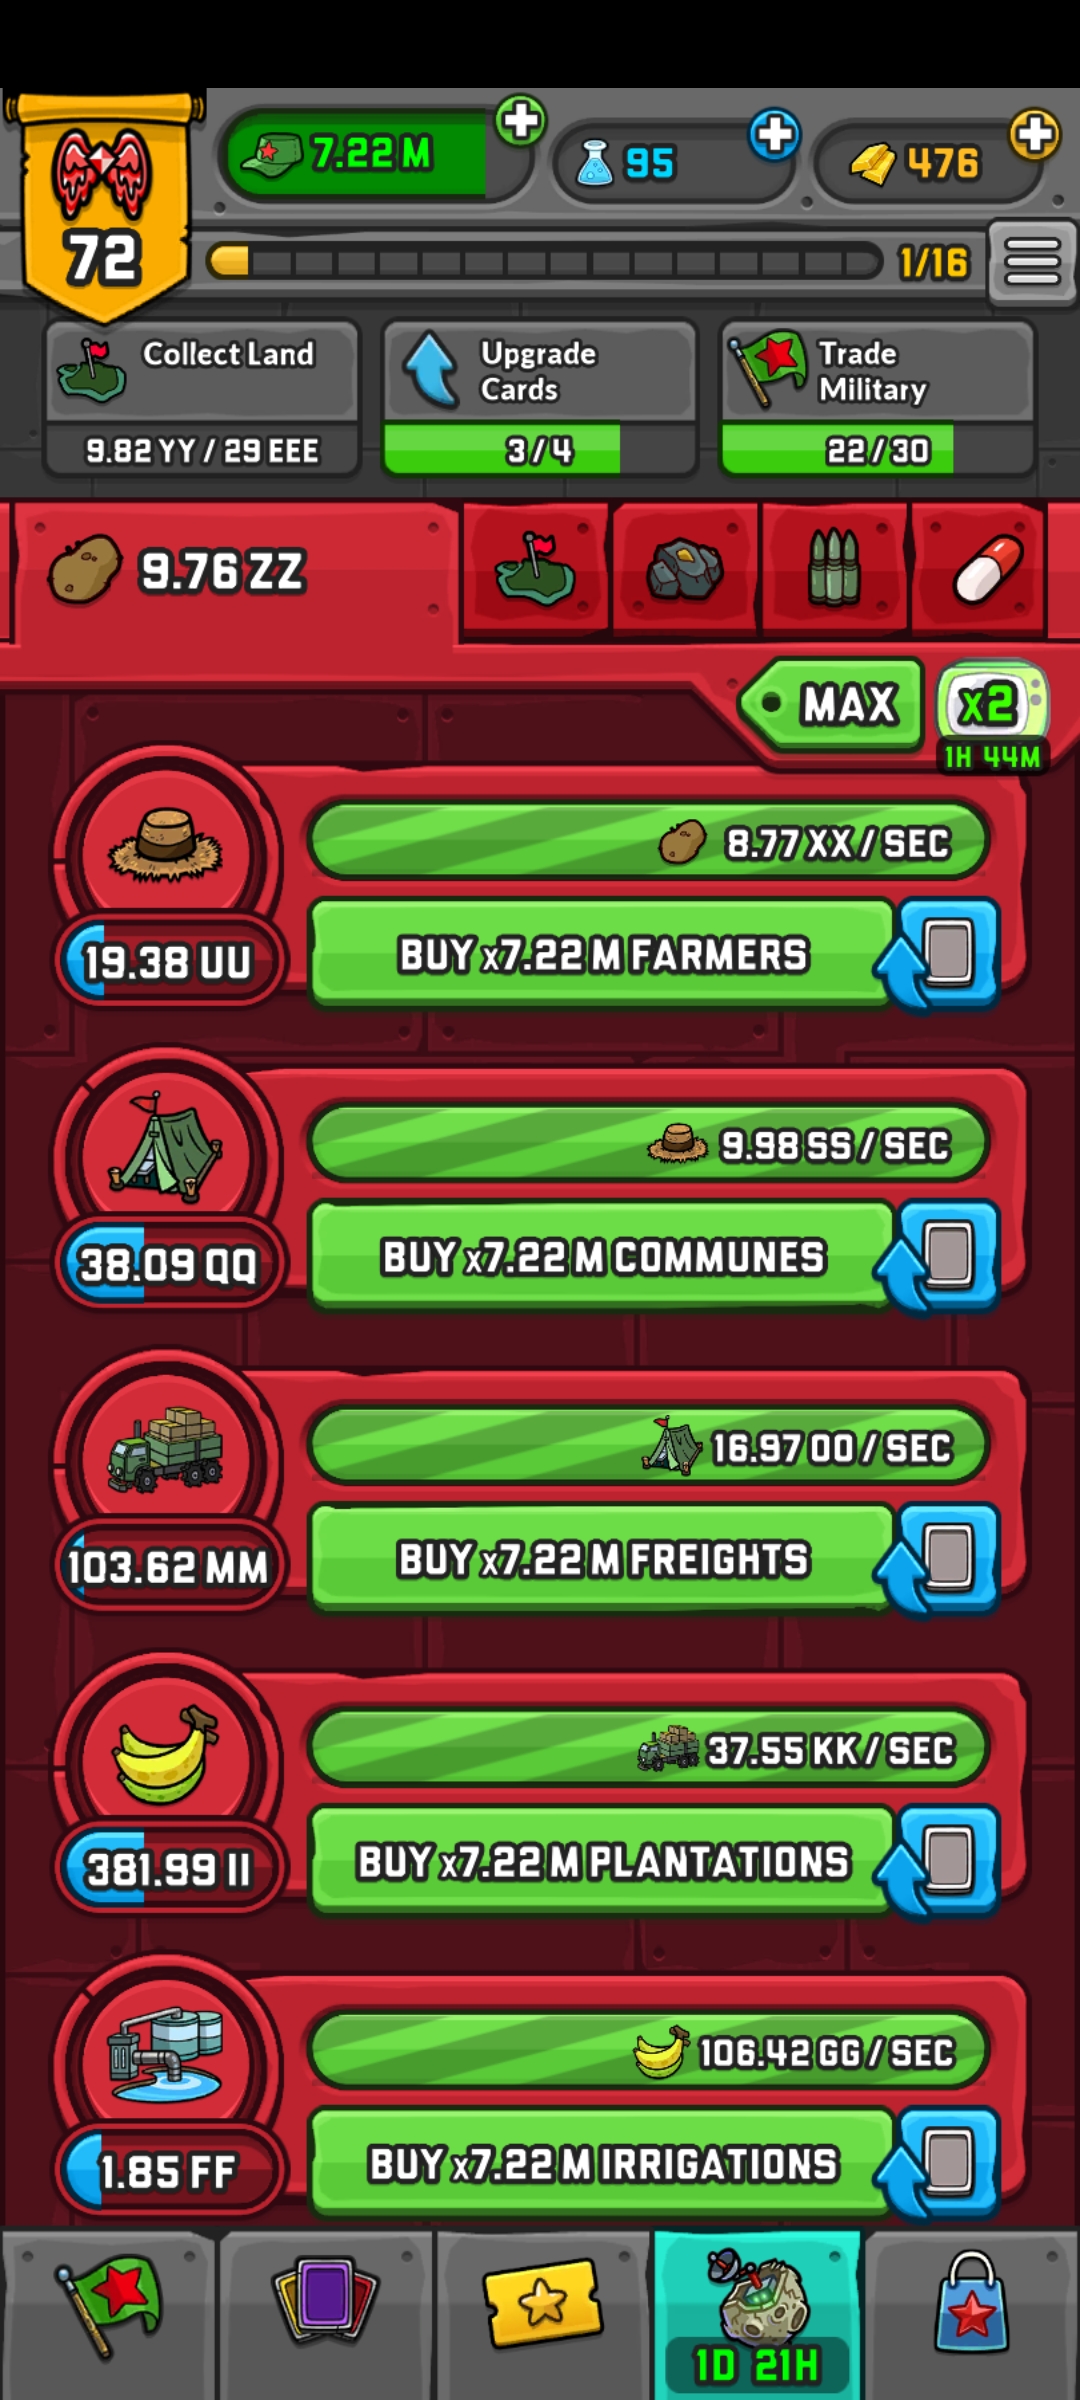 7.22 M
95
476
72
1/16
Collect Land
9.82 YY / 29 EEE
Upgrade
Cards
3/4
Trade
Military
22/30
9.76 ZZ
MAX
x2
1H 44M
8.77 XX / SEC
19.38 UU
BUY x7.22 M FARMERS
9.98 SS / SEC
38.09 QQ
BUY x7.22 M COMMUNES
16.97 OO / SEC
103.62 MM
BUY x7.22 M FREIGHTS
37.55 KK / SEC
381.99 II
BUY x7.22 M PLANTATIONS
106.42 GG / SEC
1.85 FF
BUY x7.22 M IRRIGATIONS
1D 21H